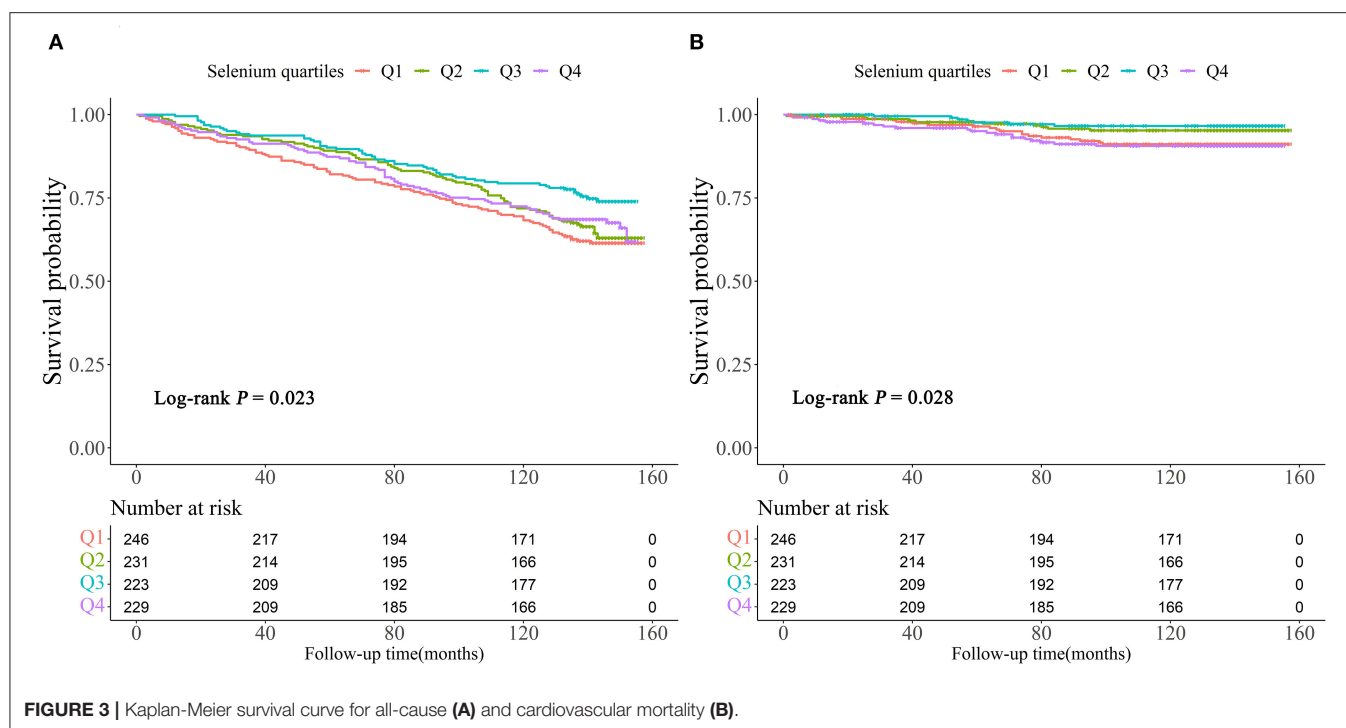 A
Selenium quartiles Q1 Q2 Q3 Q4
1.00
0.75
0.50
0.25
0.00
Survival probability
Log-rank P = 0.023
0 40 80 120 160
Number at risk
Q1 246 217 194 171 0
Q2 231 214 195 166 0
Q3 223 209 192 177 0
Q4 229 209 185 166 0
0 40 80 120 160
Follow-up time(months)
B
Selenium quartiles Q1 Q2 Q3 Q4
1.00
0.75
0.50
0.25
0.00
Survival probability
Log-rank P = 0.028
0 40 80 120 160
Number at risk
Q1 246 217 194 171 0
Q2 231 214 195 166 0
Q3 223 209 192 177 0
Q4 229 209 185 166 0
0 40 80 120 160
Follow-up time(months)
FIGURE 3 | Kaplan-Meier survival curve for all-cause (A) and cardiovascular mortality (B).